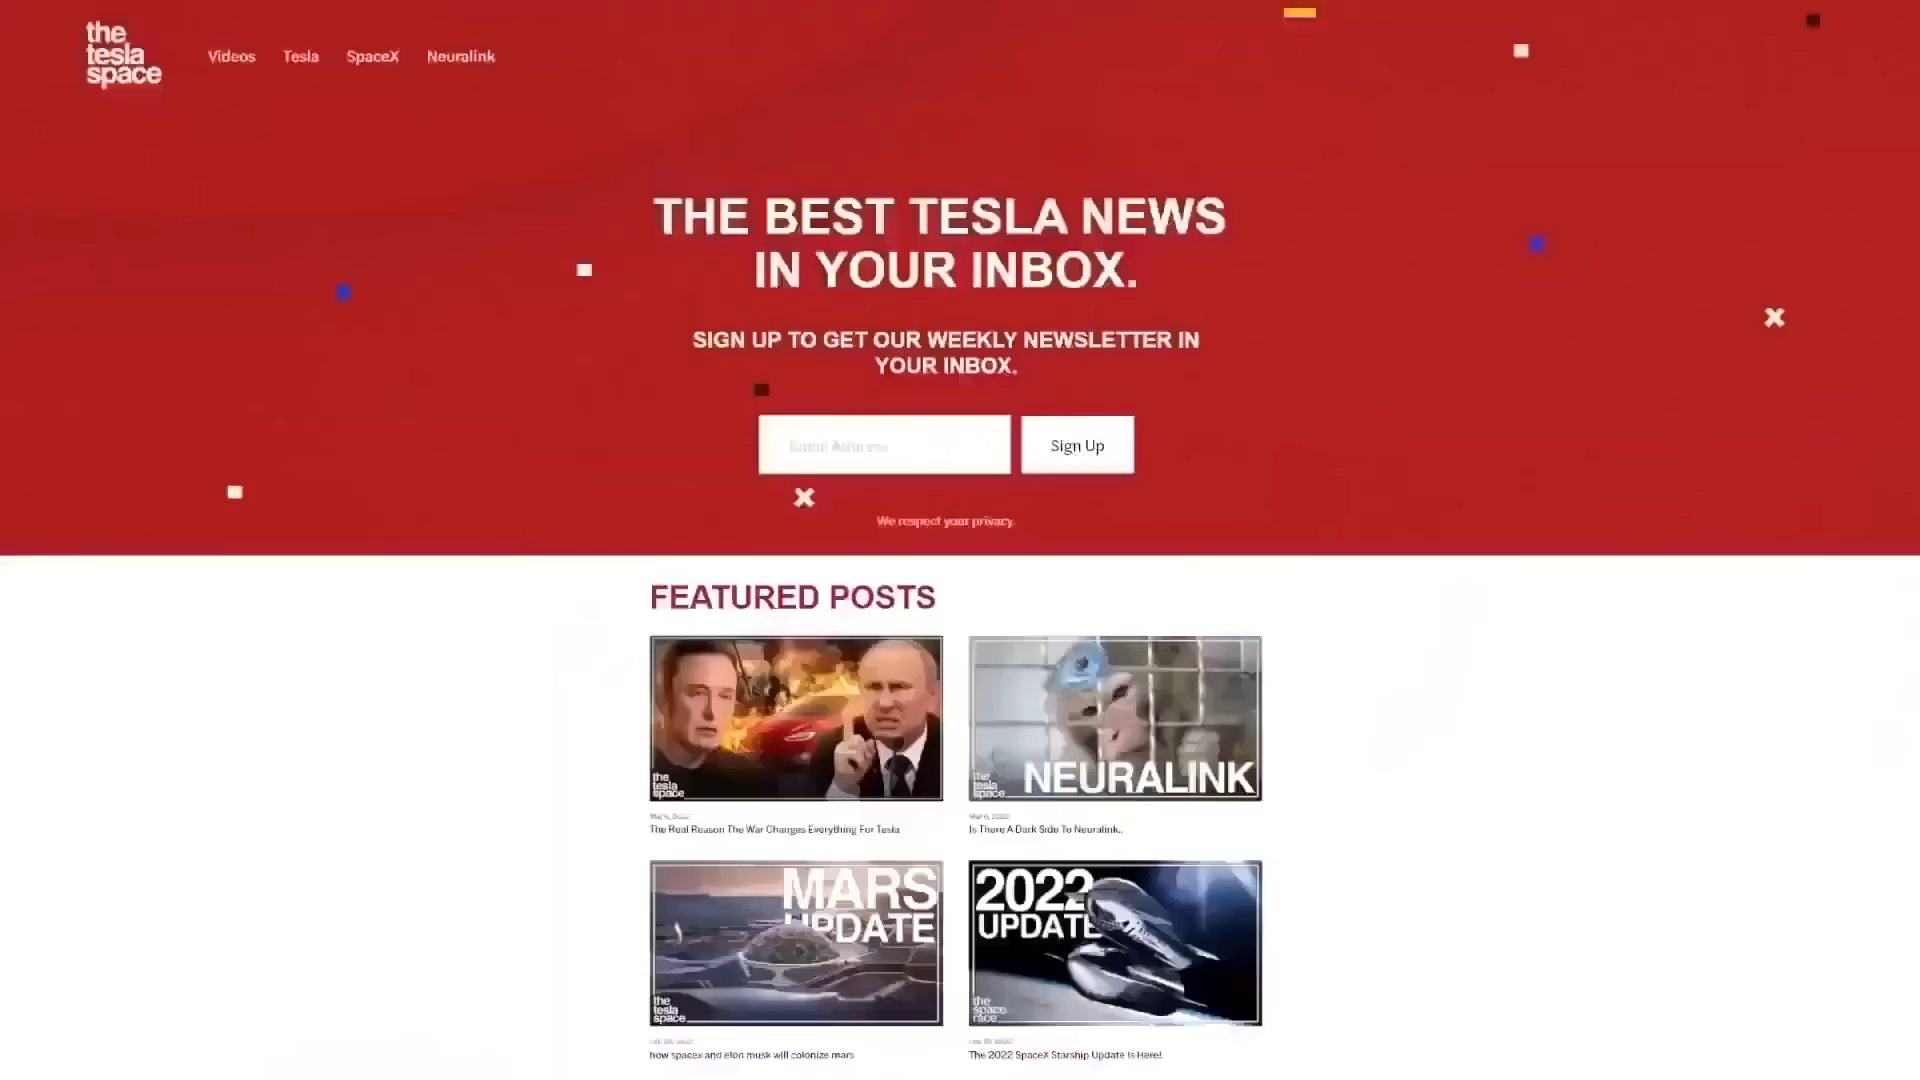 the
tesla
space
Videos Tesla SpaceX Neuralink
THE BEST TESLA NEWS
IN YOUR INBOX.
SIGN UP TO GET OUR WEEKLY NEWSLETTER IN
YOUR INBOX.
Email Address Sign Up
We respect your privacy.
FEATURED POSTS
the
tesla
space
the
tesla
space
NEURALINK
The Real Reason The War Changes Everything For Tesla
Is There A Dark Side To Neuralink..
MARS
UPDATE
the
tesla
space
2022
UPDATE
the
space
race
how spacex and elon musk will colonize mars
The 2022 SpaceX Starship Update Is Here!